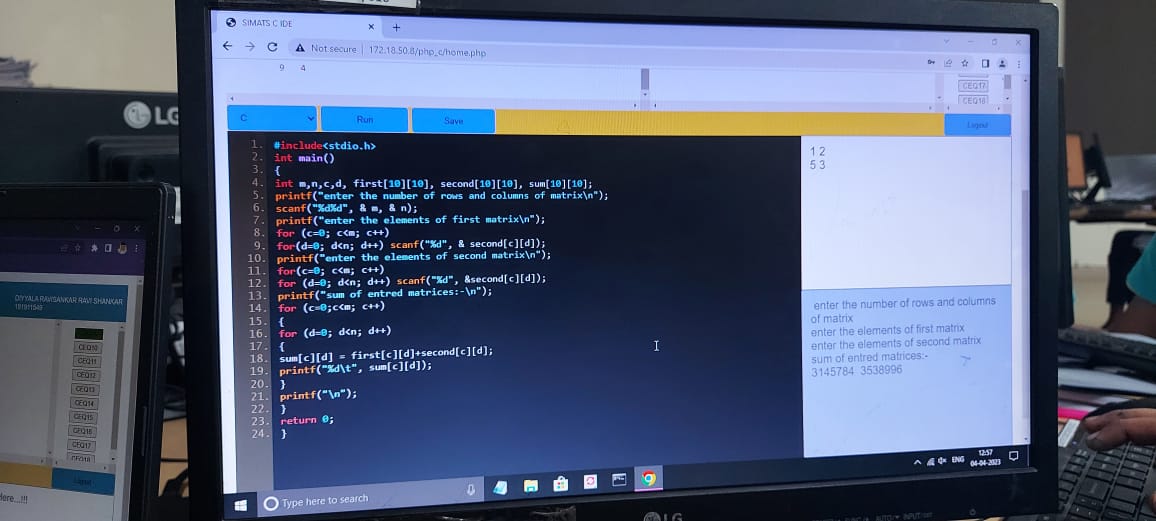 SIMATS C IDE
Not secure | 172.18.50.8/php_c/home.php
9 4
CEQ17
CEQ18
C
Run
Save
Logout
1. #include<stdio.h>
2. int main()
3. {
4. int m,n,c,d, first[10][10], second[10][10], sum[10][10];
5. printf("enter the number of rows and columns of matrix\n");
6. scanf("%d%d", & m, & n);
7. printf("enter the elements of first matrix\n");
8. for (c=0; c<m; c++)
9. for(d=0; d<n; d++) scanf("%d", & second[c][d]);
10. printf("enter the elements of second matrix\n");
11. for(c=0; c<m; c++)
12. for (d=0; d<n; d++) scanf("%d", &second[c][d]);
13. printf("sum of entred matrices:-\n");
14. for (c=0;c<m; c++)
15. {
16. for (d=0; d<n; d++)
17. {
18. sum[c][d] = first[c][d]+second[c][d];
19. printf("%d\t", sum[c][d]);
20. }
21. printf("\n");
22. }
23. return 0;
24. }
1 2
5 3
enter the number of rows and columns
of matrix
enter the elements of first matrix
enter the elements of second matrix
sum of entred matrices:-
3145784 3538996
Type here to search
ENG
12:57
04-04-2023
LG
LG
DIYYALA RAVISANKAR RAVI SHANKAR
191911549
CEQ10
CEQ11
CEQ12
CEQ13
CEQ14
CEQ15
CEQ16
CEQ17
CEQ18
Logout
Here...!!!